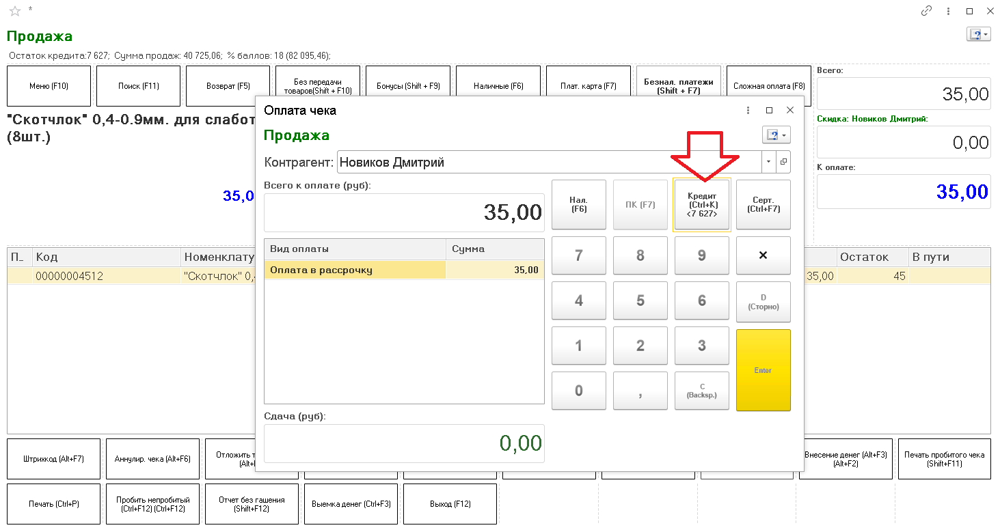 *
Продажа
Остаток кредита:7 627; Сумма продаж: 40 725,06; % баллов: 18 (82 095,46);
Меню (F10)
Поиск (F11)
Возврат (F5)
Без передачи
товаров(Shift + F10)
Бонусы (Shift + F9)
Наличные (F6)
Плат. карта (F7)
Безнал. платежи
(Shift + F7)
Сложная оплата (F8)
Всего:
35,00
Скидка: Новиков Дмитрий:
0,00
К оплате:
35,00
"Скотчлок" 0,4-0.9мм. для слабот
(8шт.)
35,0
П_ Код Номенклату
00000004512 "Скотчлок" 0,
Остаток В пути
35,00 45
Оплата чека
Продажа
Контрагент: Новиков Дмитрий
Всего к оплате (руб):
35,00
Вид оплаты Сумма
Оплата в рассрочку 35,00
Сдача (руб):
0,00
Нал.
(F6)
ПК (F7)
Кредит
(Ctrl+K)
<7 627>
Серт.
(Ctrl+F7)
7 8 9 ×
4 5 6
D
(Сторно)
1 2 3
Enter
0 ,
C
(Backsp.)
Штрихкод (Alt+F7)
Аннулир. чека (Alt+F6)
Отложить
(Alt+
Внесение денег (Alt+F3)
(Alt+F2)
Печать пробитого чека
(Shift+F11)
Печать (Ctrl+P)
Пробить непробитый
(Ctrl+F12) (Ctrl+F12)
Отчет без гашения
(Shift+F12)
Выемка денег (Ctrl+F3)
Выход (F12)